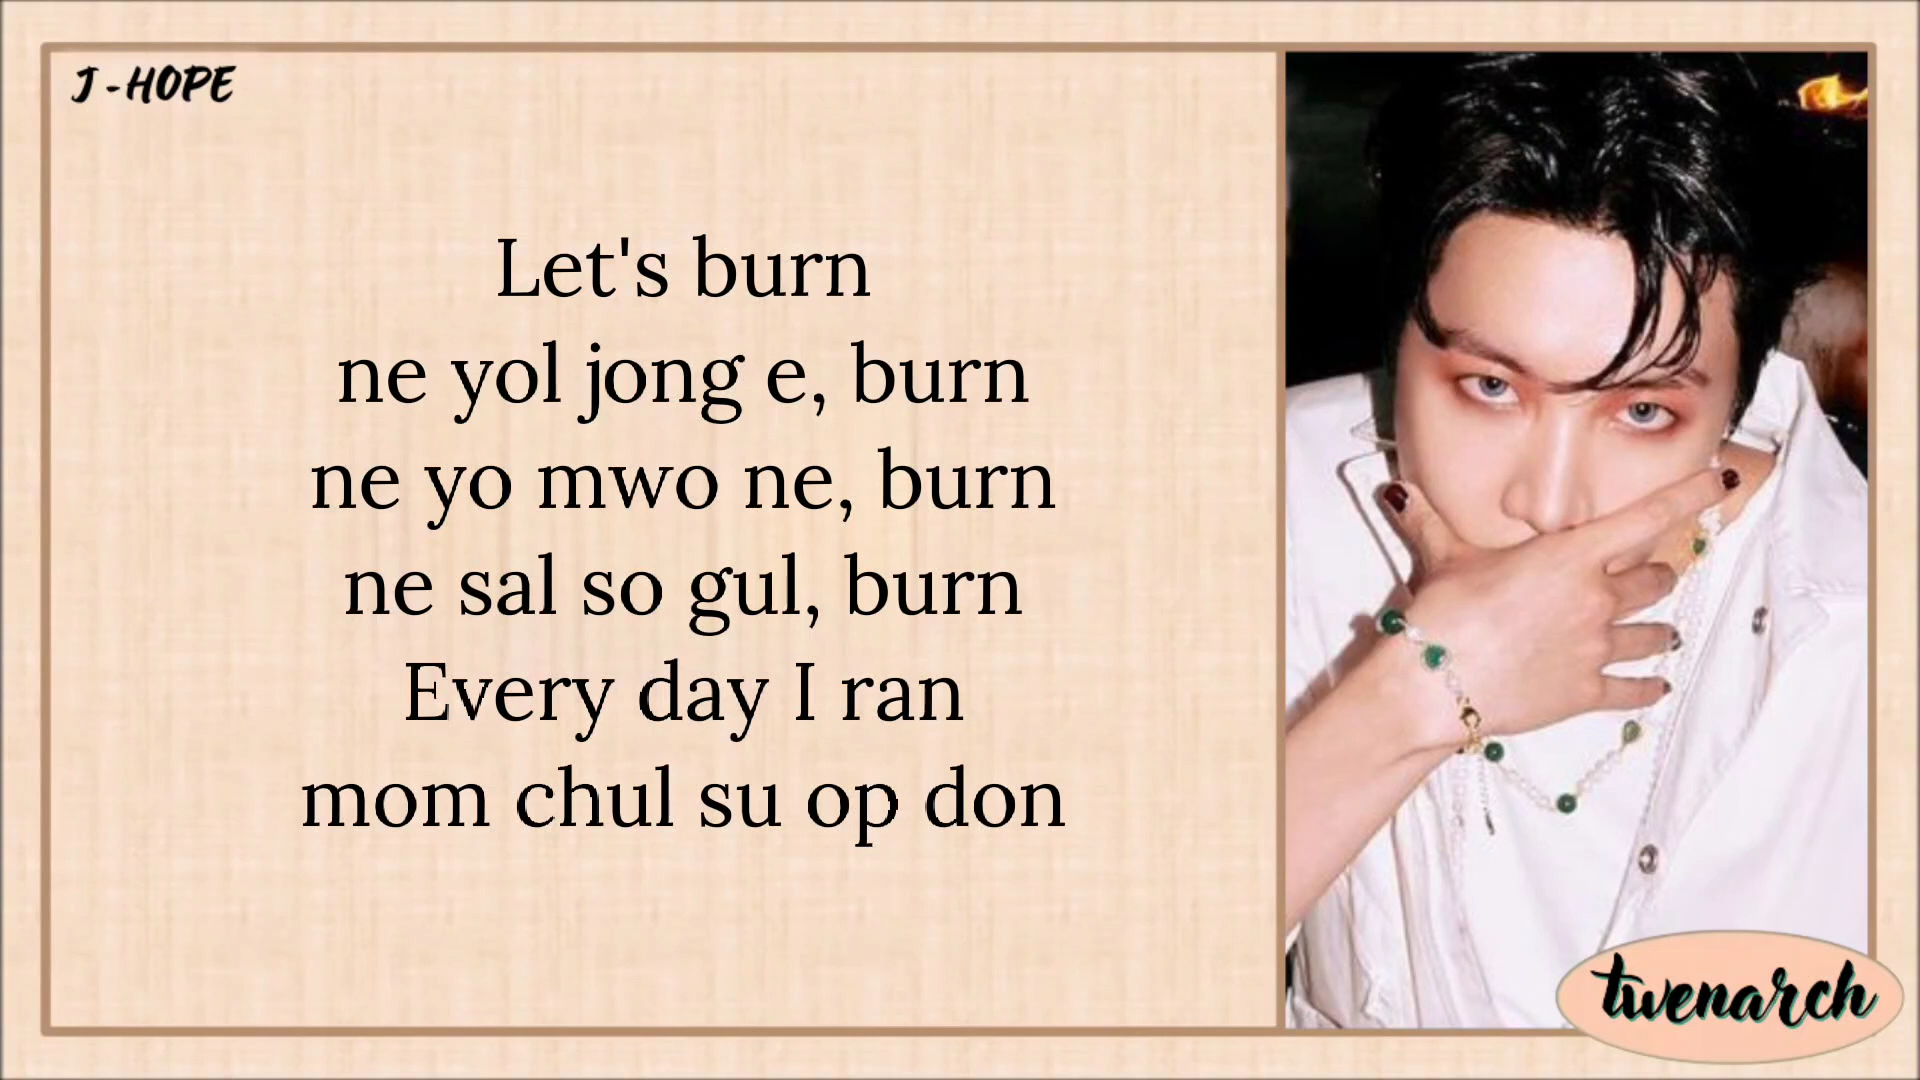 J-HOPE
Let's burn
ne yol jong e, burn
ne yo mwo ne, burn
ne sal so gul, burn
Every day I ran
mom chul su op don
twenarch